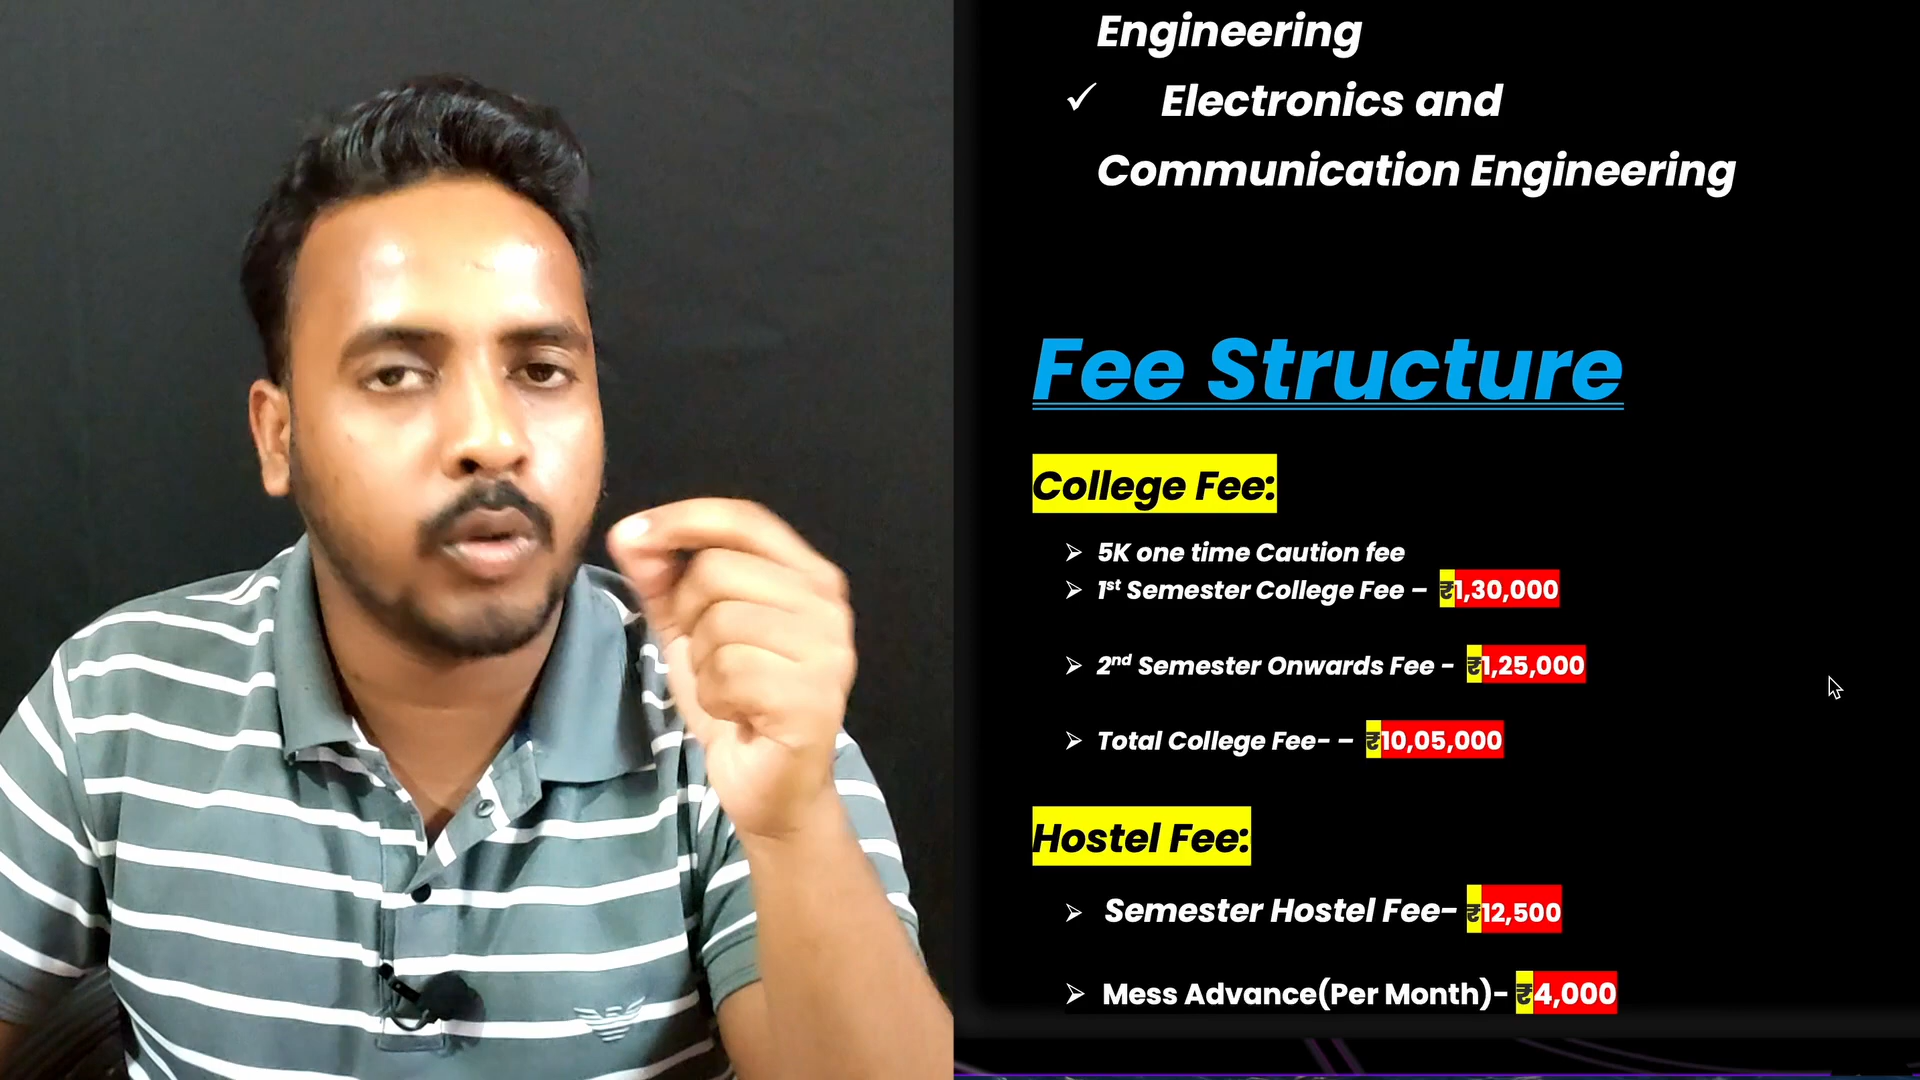 Engineering
✓ Electronics and
Communication Engineering
Fee Structure
College Fee:
➢ 5K one time Caution fee
➢ 1st Semester College Fee – ₹1,30,000
➢ 2nd Semester Onwards Fee - ₹1,25,000
➢ Total College Fee- – ₹10,05,000
Hostel Fee:
➢ Semester Hostel Fee- ₹12,500
➢ Mess Advance(Per Month)- ₹4,000